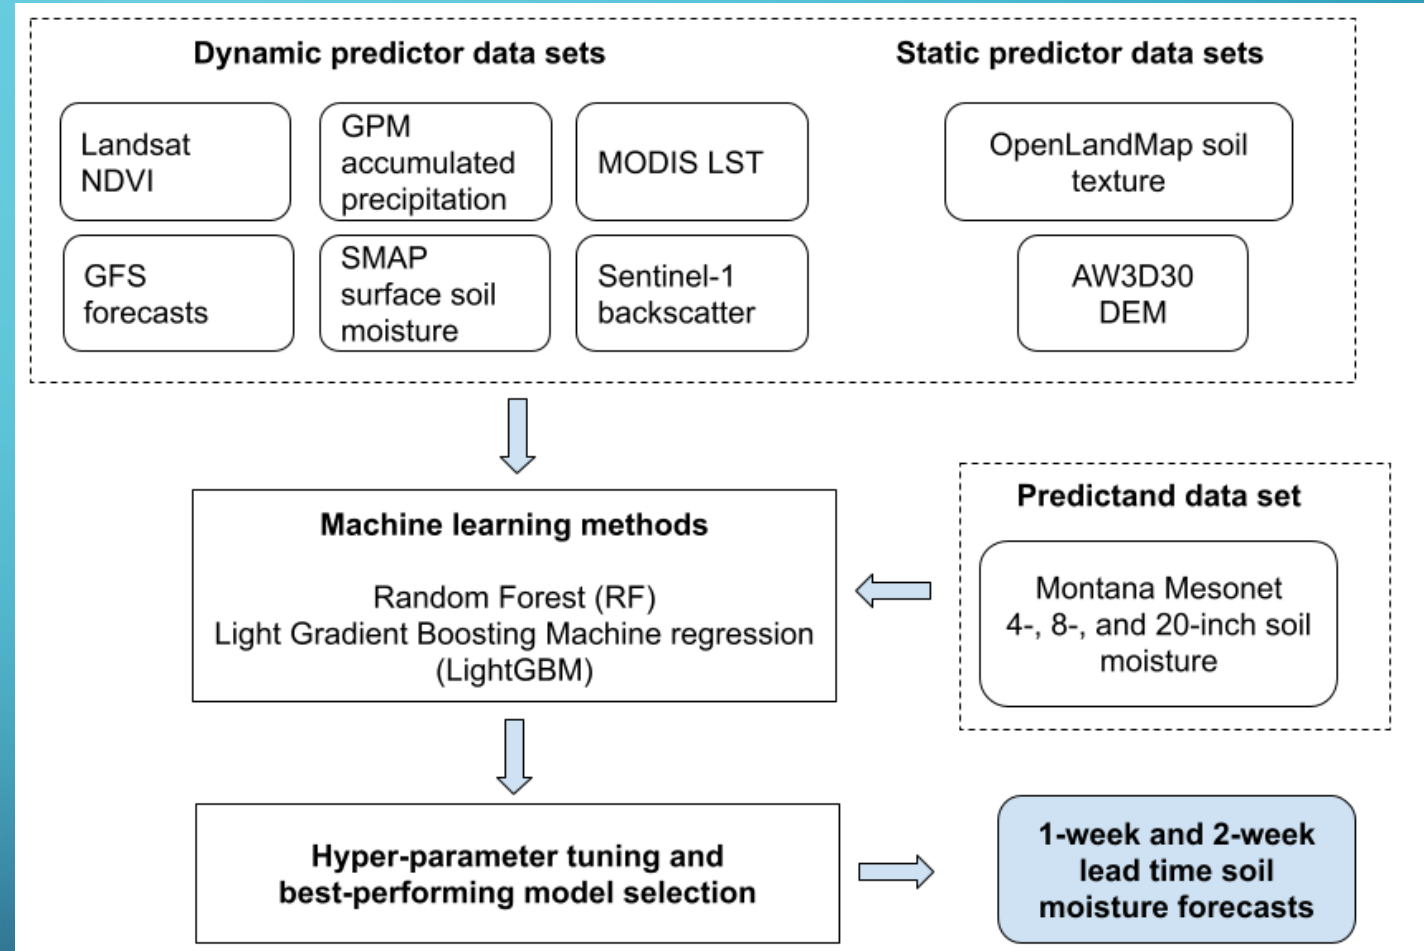 Dynamic predictor data sets
Static predictor data sets
Landsat
NDVI
GPM
accumulated
precipitation
MODIS LST
OpenLandMap soil
texture
GFS
forecasts
SMAP
surface soil
moisture
Sentinel-1
backscatter
AW3D30
DEM
Machine learning methods
Random Forest (RF)
Light Gradient Boosting Machine regression
(LightGBM)
Predictand data set
Montana Mesonet
4-, 8-, and 20-inch soil
moisture
Hyper-parameter tuning and
best-performing model selection
1-week and 2-week
lead time soil
moisture forecasts